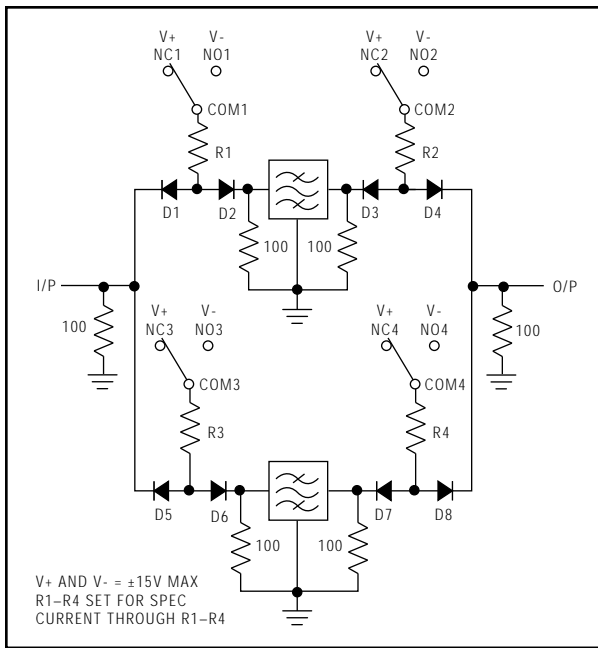 V+ V- V+ V-
NC1 NO1 NC2 NO2
COM1 COM2
R1 R2
D1 D2 D3 D4
100 100
I/P O/P
V+ V- V+ V-
100 NC3 NO3 NC4 NO4 100
COM3 COM4
R3 R4
D5 D6 D7 D8
100 100
V+ AND V- = ±15V MAX
R1–R4 SET FOR SPEC
CURRENT THROUGH R1–R4